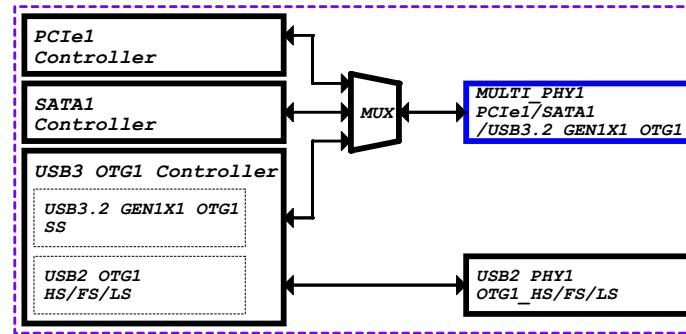 PCIe1
Controller
SATA1
Controller
USB3 OTG1 Controller
USB3.2 GEN1X1 OTG1
SS
USB2 OTG1
HS/FS/LS
MUX
MULTI_PHY1
PCIe1/SATA1
/USB3.2 GEN1X1 OTG1
USB2 PHY1
OTG1_HS/FS/LS